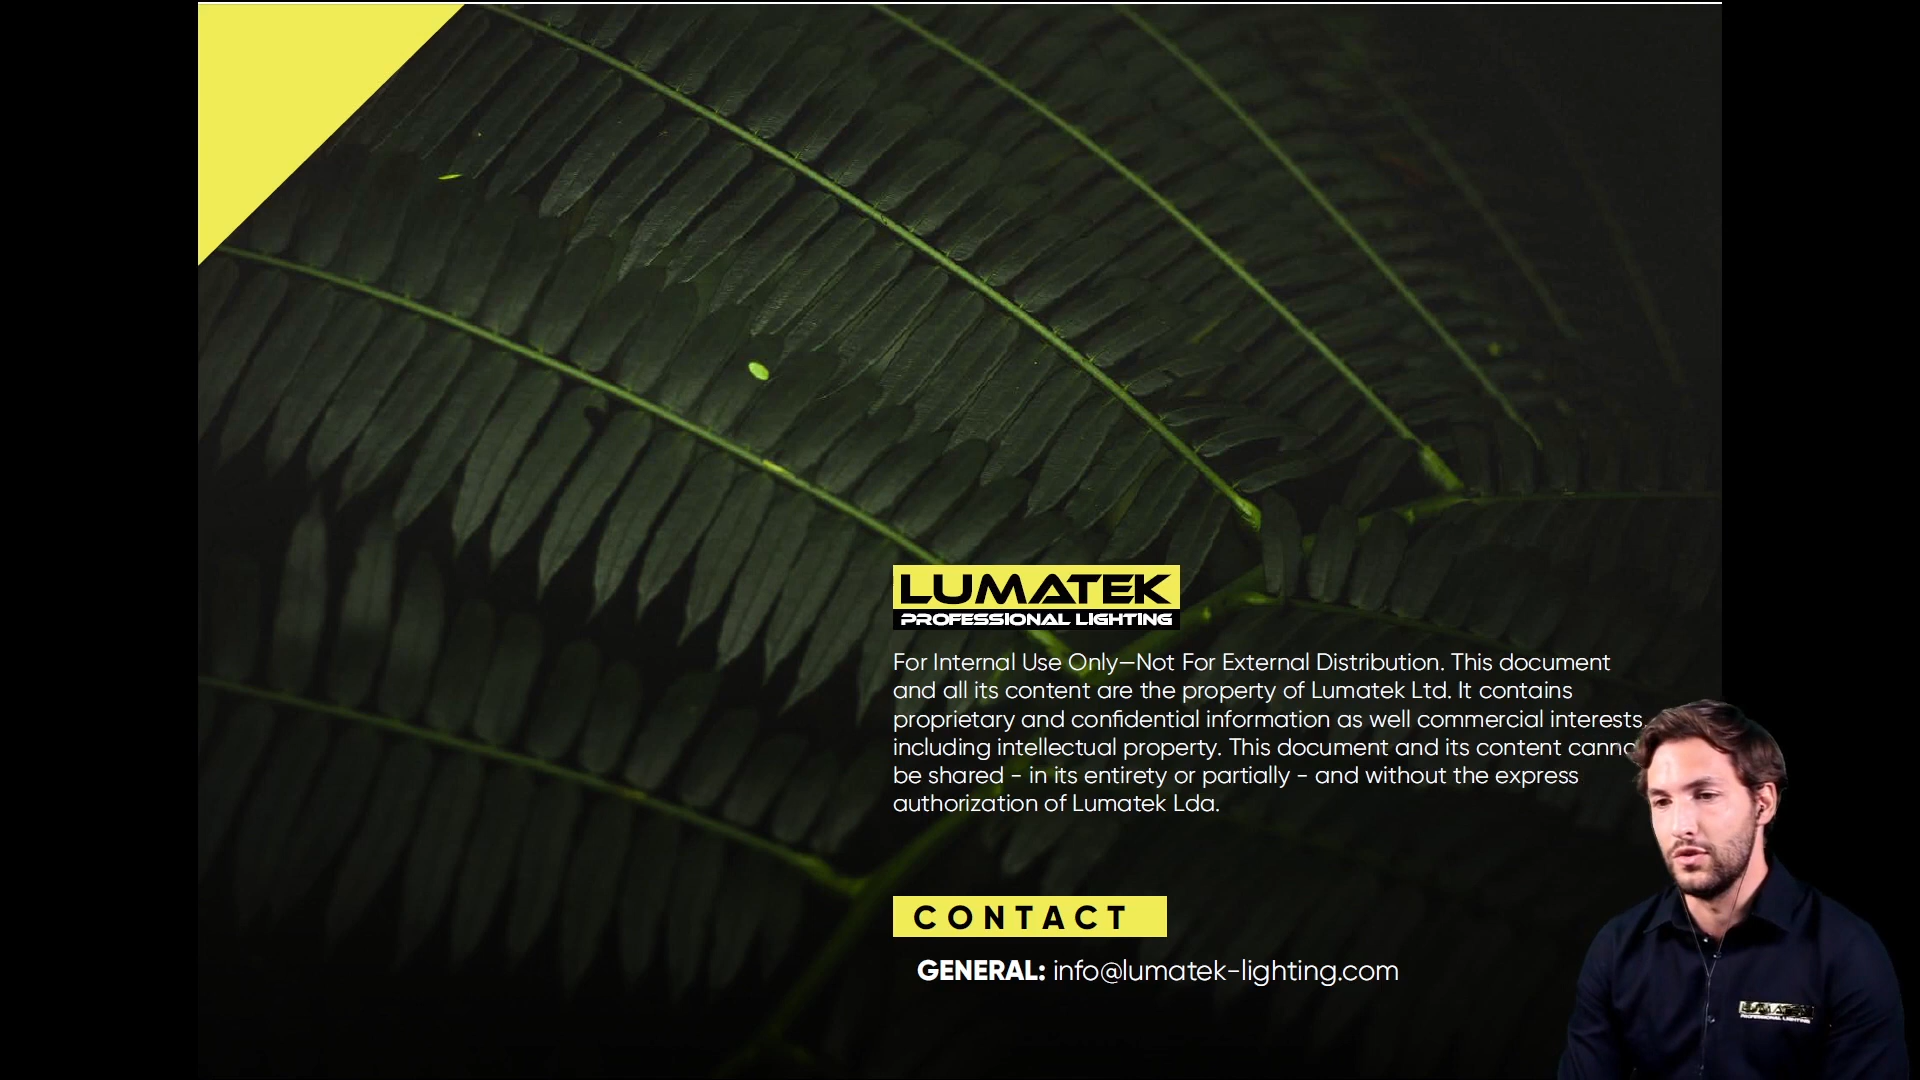 LUMATEK
PROFESSIONAL LIGHTING
For Internal Use Only—Not For External Distribution. This document
and all its content are the property of Lumatek Ltd. It contains
proprietary and confidential information as well commercial interests,
including intellectual property. This document and its content
be shared - in its entirety or partially - and without the express
authorization of Lumatek Lda.
CONTACT
GENERAL: info@lumatek-lighting.com
LUMATEK
PROFESSIONAL LIGHTING